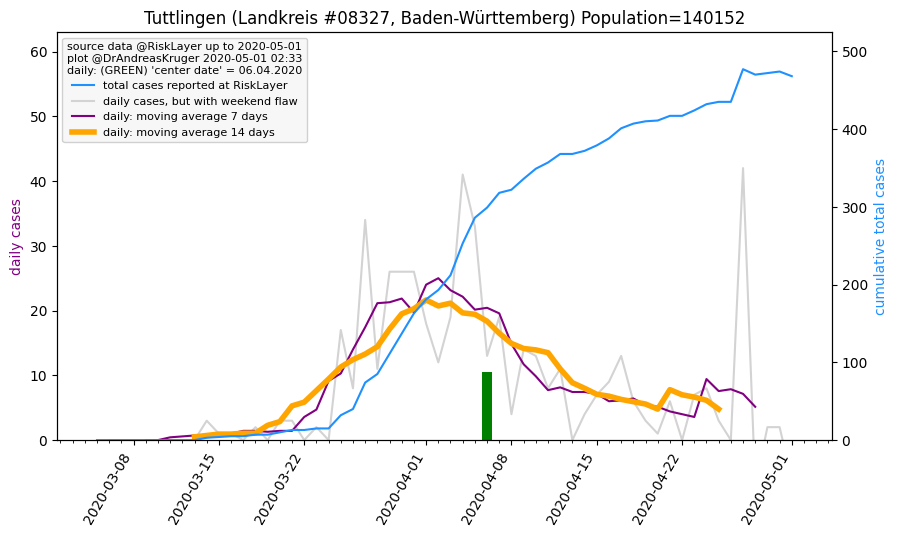 Tuttlingen (Landkreis #08327, Baden-Württemberg) Population=140152
source data @RiskLayer up to 2020-05-01
plot @DrAndreasKruger 2020-05-01 02:33
daily: (GREEN) 'center date' = 06.04.2020
total cases reported at RiskLayer
daily cases, but with weekend flaw
daily: moving average 7 days
daily: moving average 14 days
daily cases
60
50
40
30
20
10
0
cumulative total cases
500
400
300
200
100
0
2020-03-08
2020-03-15
2020-03-22
2020-04-01
2020-04-08
2020-04-15
2020-04-22
2020-05-01